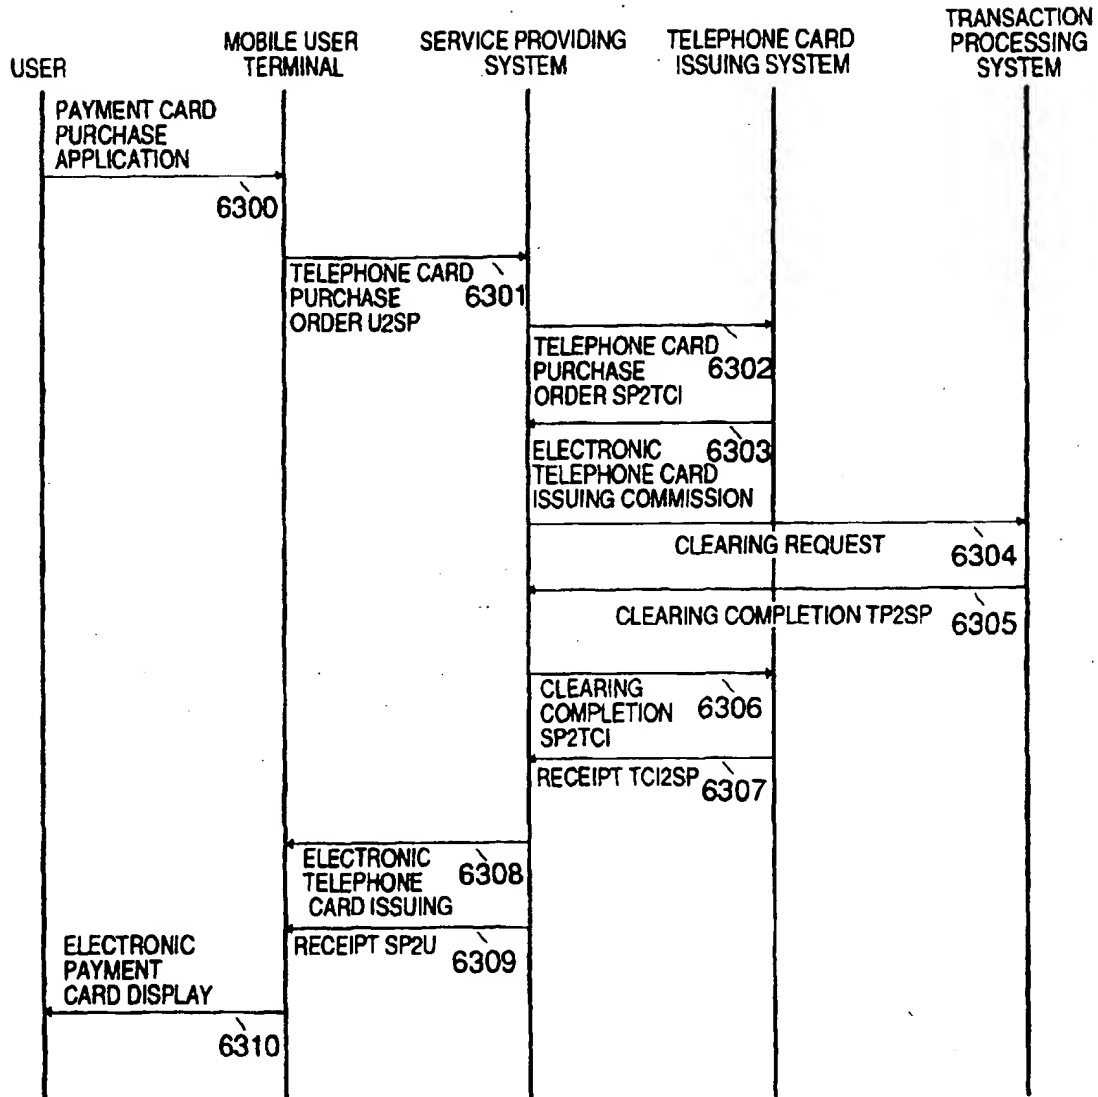 USER
MOBILE USER
TERMINAL
SERVICE PROVIDING
SYSTEM
TELEPHONE CARD
ISSUING SYSTEM
TRANSACTION
PROCESSING
SYSTEM
PAYMENT CARD
PURCHASE
APPLICATION
6300
TELEPHONE CARD
PURCHASE
ORDER U2SP
6301
TELEPHONE CARD
PURCHASE
ORDER SP2TCI
6302
ELECTRONIC
TELEPHONE CARD
ISSUING COMMISSION
6303
CLEARING REQUEST
6304
CLEARING COMPLETION TP2SP
6305
CLEARING
COMPLETION
SP2TCI
6306
RECEIPT TCI2SP
6307
ELECTRONIC
TELEPHONE
CARD ISSUING
6308
RECEIPT SP2U
6309
ELECTRONIC
PAYMENT
CARD DISPLAY
6310